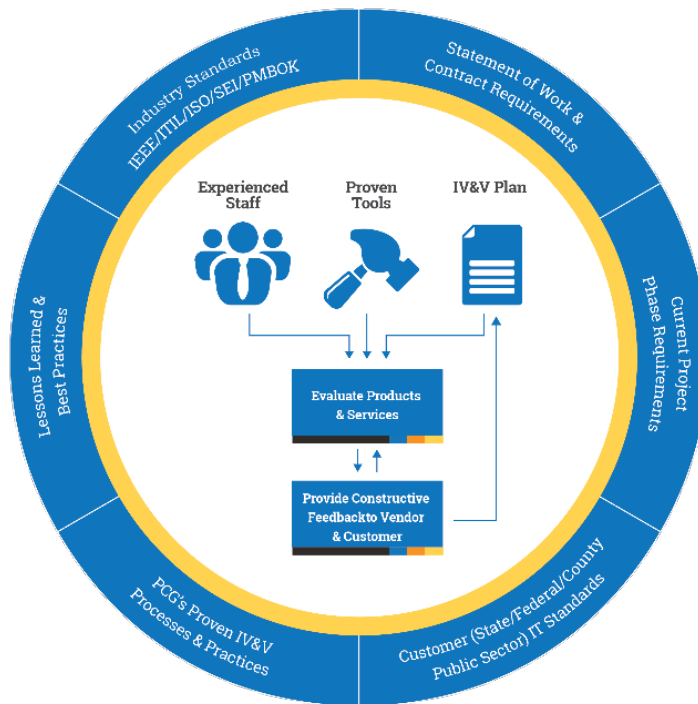 Industry Standards
IEEE/ITIL/ISO/SEI/PMBOK
Statement of Work &
Contract Requirements
Experienced
Staff
Proven
Tools
IV&V Plan
Lessons Learned &
Best Practices
Current Project
Phase Requirements
Evaluate Products
& Services
Provide Constructive
Feedbackto Vendor
& Customer
PCG's Proven IV&V
Processes & Practices
Customer (State/Federal/County
Public Sector) IT Standards